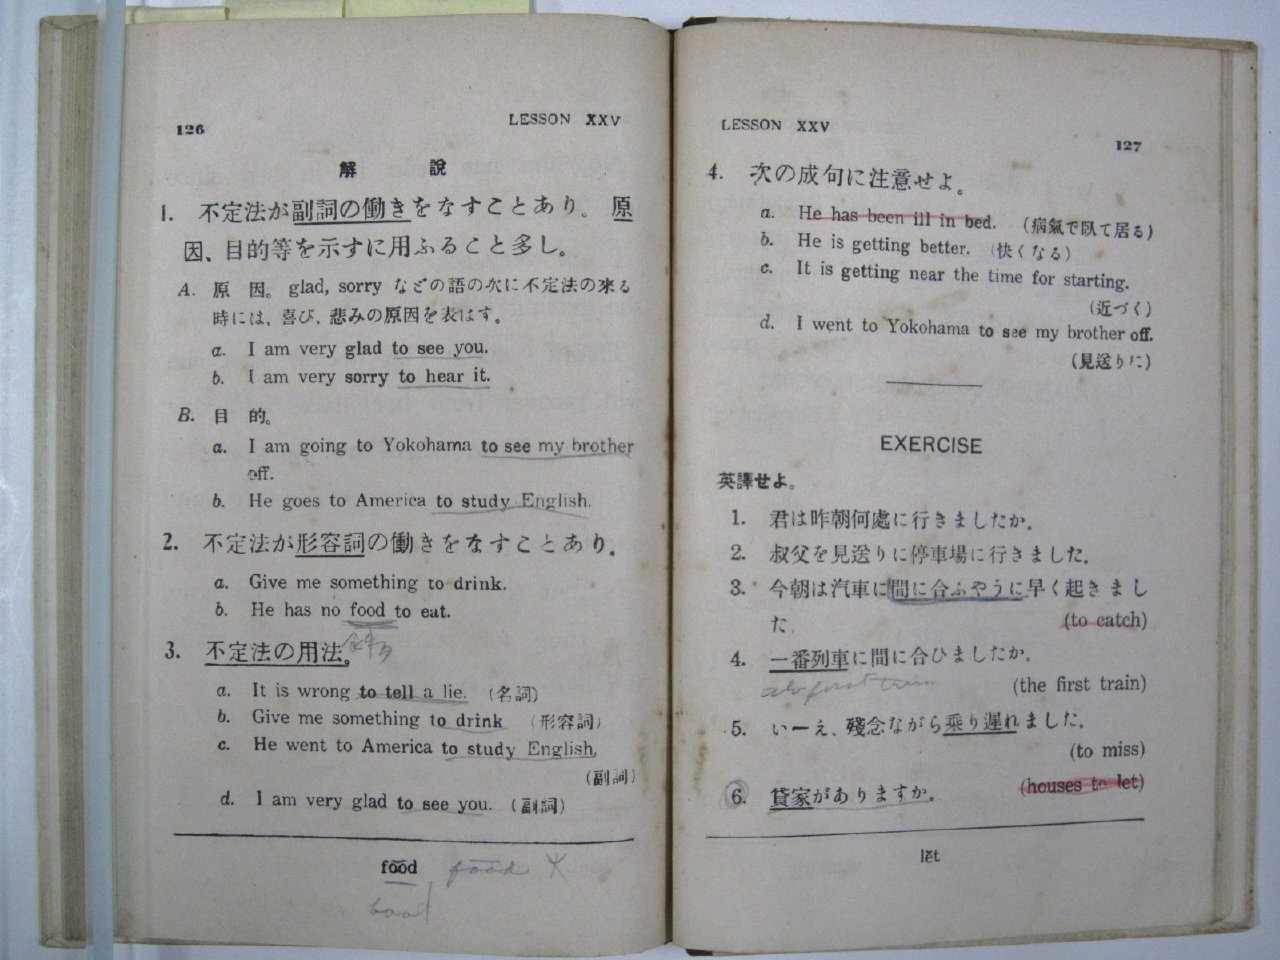 126
LESSON XXV
解 說
1. 不定法が副詞の働きをなすことあり。 原
因、目的等を示すに用ふること多し。
A. 原 因。 glad, sorry などの語の次に不定法の來る
時には、喜び、悲みの原因を表はす。
a. I am very glad to see you.
b. I am very sorry to hear it.
B. 目 的。
a. I am going to Yokohama to see my brother
off.
b. He goes to America to study English.
2. 不定法が形容詞の働きをなすことあり。
a. Give me something to drink.
b. He has no food to eat.
3. 不定法の用法。
a. It is wrong to tell a lie. (名詞)
b. Give me something to drink (形容詞)
c. He went to America to study English,
(副詞)
d. I am very glad to see you. (副詞)
food food
LESSON XXV
127
4. 次の成句に注意せよ。
a. He has been ill in bed. (病氣で臥て居る)
b. He is getting better. (快くなる)
c. It is getting near the time for starting.
(近づく)
d. I went to Yokohama to see my brother off.
(見送りに)
EXERCISE
英譯せよ。
1. 君は昨朝何處に行きましたか。
2. 叔父を見送りに停車場に行きました。
3. 今朝は汽車に間に合ふやうに早く起きまし
た. (to catch)
4. 一番列車に間に合ひましたか。
first train (the first train)
5. いーえ、殘念ながら乘り遲れました。
(to miss)
6. 貸家がありますか。 (houses to let)
lĕt